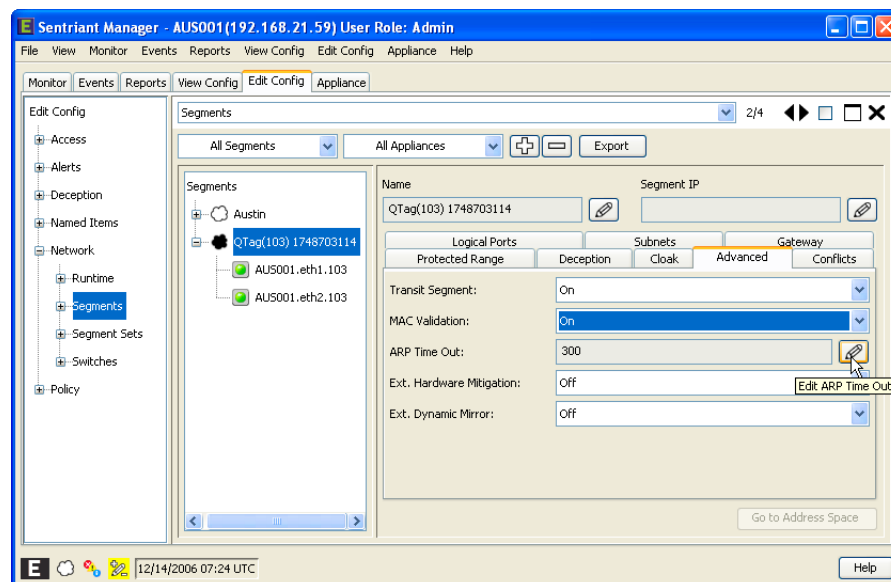 E Sentriant Manager - AUS001(192.168.21.59) User Role: Admin
File View Monitor Events Reports View Config Edit Config Appliance Help
Monitor Events Reports View Config Edit Config Appliance
Edit Config
Access
Alerts
Deception
Named Items
Network
Runtime
Segments
Segment Sets
Switches
Policy
Segments 2/4
All Segments All Appliances Export
Segments
Austin
QTag(103) 1748703114
AUS001.eth1.103
AUS001.eth2.103
Name Segment IP
QTag(103) 1748703114
Logical Ports Subnets Gateway
Protected Range Deception Cloak Advanced Conflicts
Transit Segment: On
MAC Validation: On
ARP Time Out: 300
Ext. Hardware Mitigation: Off
Edit ARP Time Out
Ext. Dynamic Mirror: Off
Go to Address Space
E 12/14/2006 07:24 UTC Help